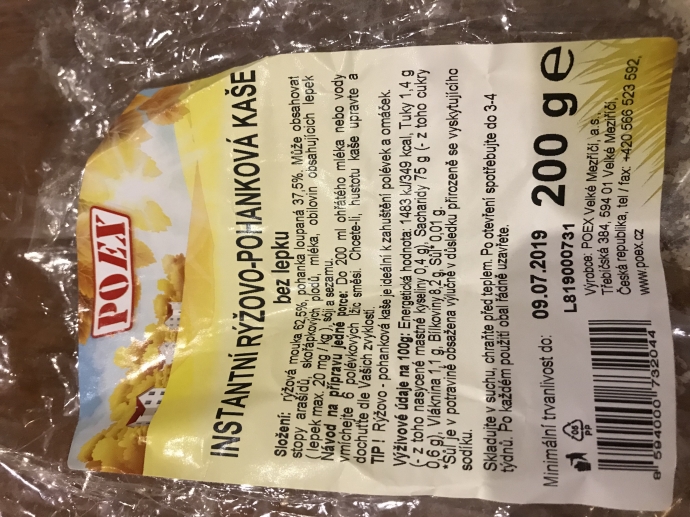 POEX
INSTANTNÍ RÝŽOVO-POHANKOVÁ KAŠE
bez lepku
Složení: rýžová mouka 62,5%, pohanka loupaná 37,5%. Může obsahovat
stopy arašídů, skořápkových plodů, mléka, obilovin obsahujících lepek
( lepek max. 20 mg / kg ), sóji a sezamu.
Návod na přípravu jedné porce: Do 200 ml ohřátého mléka nebo vody
vmíchejte 6 polévkových lžic směsi. Chcete-li, hustotu kaše upravte a
dochuťte dle Vašich zvyklostí.
TIP ! Rýžovo - pohanková kaše je ideální k zahuštění polévek a omáček.
Výživové údaje na 100g: Energetická hodnota: 1483 kJ/349 kcal, Tuky 1,4 g
(- z toho nasycené mastné kyseliny 0,4 g), Sacharidy 75 g (- z toho cukry
0,6 g), Vláknina 1,1 g, Bílkoviny 8,2 g, Sůl* 0,01 g.
*Sůl je v potravině obsažena výlučně v důsledku přirozeně se vyskytujícího
sodíku.
Skladujte v suchu, chraňte před teplem. Po otevření spotřebujte do 3-4
týdnů. Po každém použití obal řádně uzavřete.
Minimální trvanlivost do: 09.07.2019
L819000731
200 g e
PP
8 594000 732044
Výrobce: POEX Velké Meziříčí, a.s.,
Třebíčská 384, 594 01 Velké Meziříčí,
Česká republika, tel / fax: +420 566 523 592,
www.poex.cz